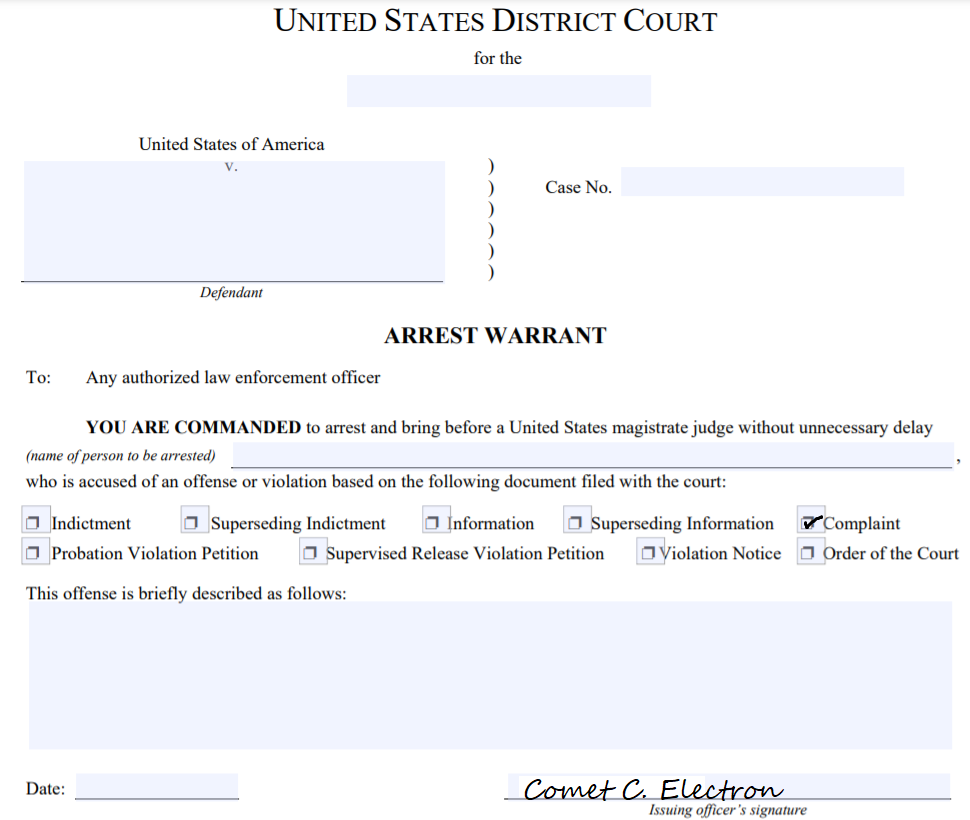 UNITED STATES DISTRICT COURT
for the
United States of America
v.
)
)
)
)
)
)
Case No.
Defendant
ARREST WARRANT
To: Any authorized law enforcement officer
YOU ARE COMMANDED to arrest and bring before a United States magistrate judge without unnecessary delay
(name of person to be arrested) ,
who is accused of an offense or violation based on the following document filed with the court:
Indictment Superseding Indictment Information Superseding Information Complaint
Probation Violation Petition Supervised Release Violation Petition Violation Notice Order of the Court
This offense is briefly described as follows:
Date: Comet C. Electron
Issuing officer's signature